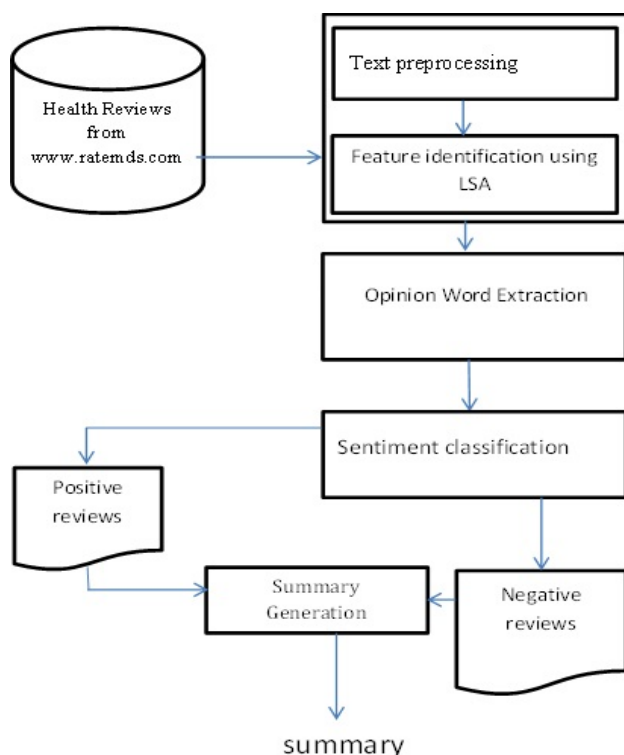 Health Reviews
from
www.ratemds.com
Text preprocessing
Feature identification using
LSA
Opinion Word Extraction
Sentiment classification
Positive
reviews
Summary
Generation
Negative
reviews
summary